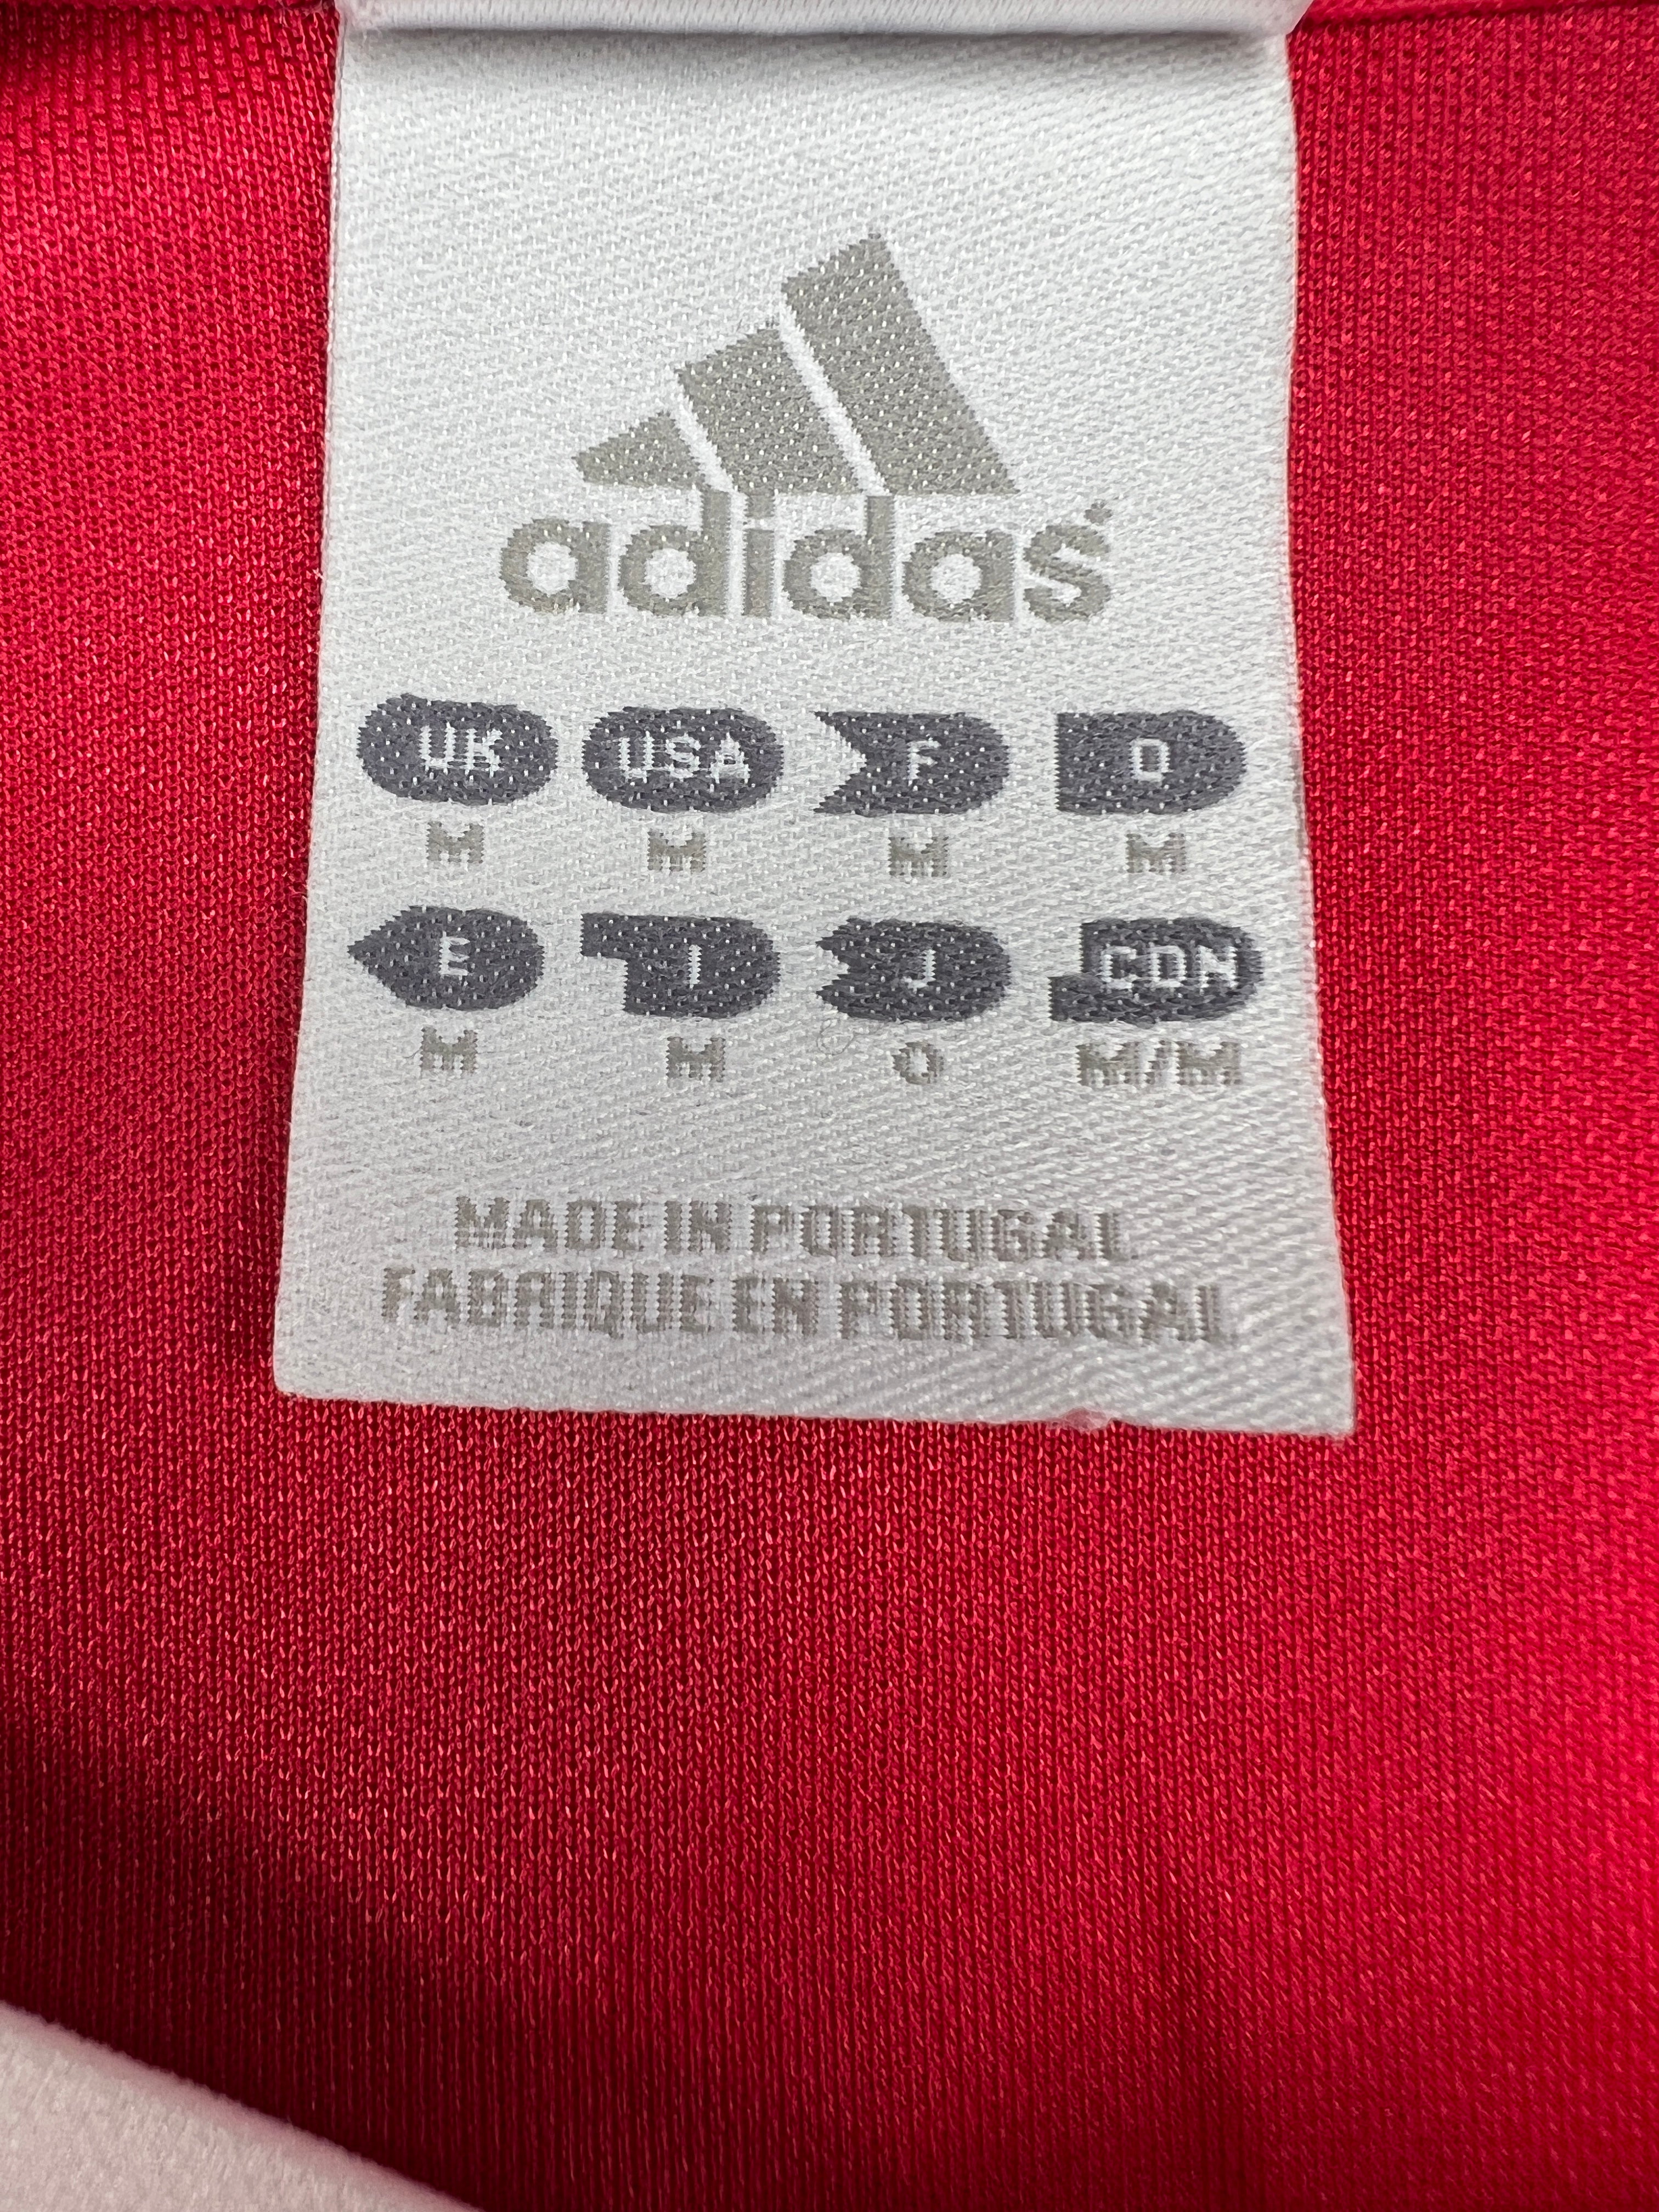 adidas
UK USA F D
M M M M
E I J CDN
M M O M/M
MADE IN PORTUGAL
FABRIQUE EN PORTUGAL